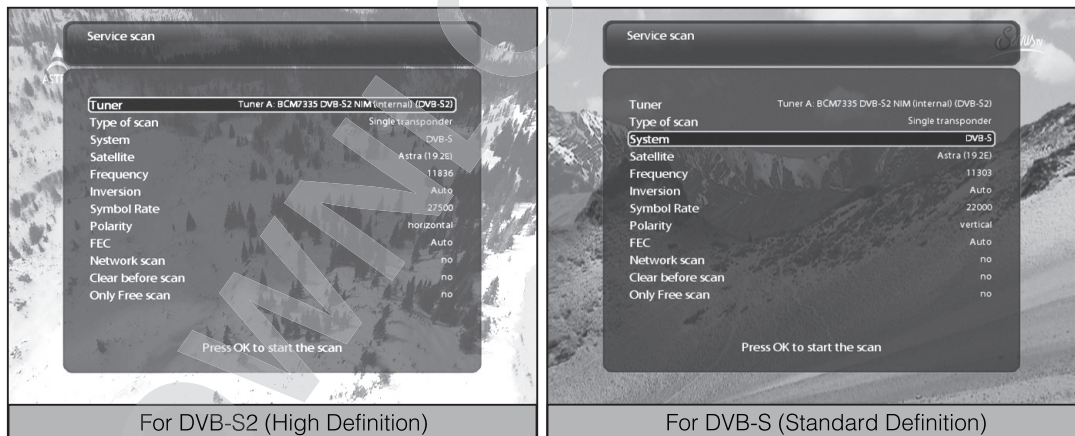 Service scan
ASTR
Tuner Tuner A: BCM7335 DVB-S2 NIM (internal) (DVB-S2)
Type of scan Single transponder
System DVB-S
Satellite Astra (19.2E)
Frequency 11836
Inversion Auto
Symbol Rate 27500
Polarity horizontal
FEC Auto
Network scan no
Clear before scan no
Only Free scan no
Press OK to start the scan
For DVB-S2 (High Definition)
Service scan
Tuner Tuner A: BCM7335 DVB-S2 NIM (internal) (DVB-S2)
Type of scan Single transponder
System DVB-S
Satellite Astra (19.2E)
Frequency 11303
Inversion Auto
Symbol Rate 22000
Polarity vertical
FEC Auto
Network scan no
Clear before scan no
Only Free scan no
Press OK to start the scan
For DVB-S (Standard Definition)